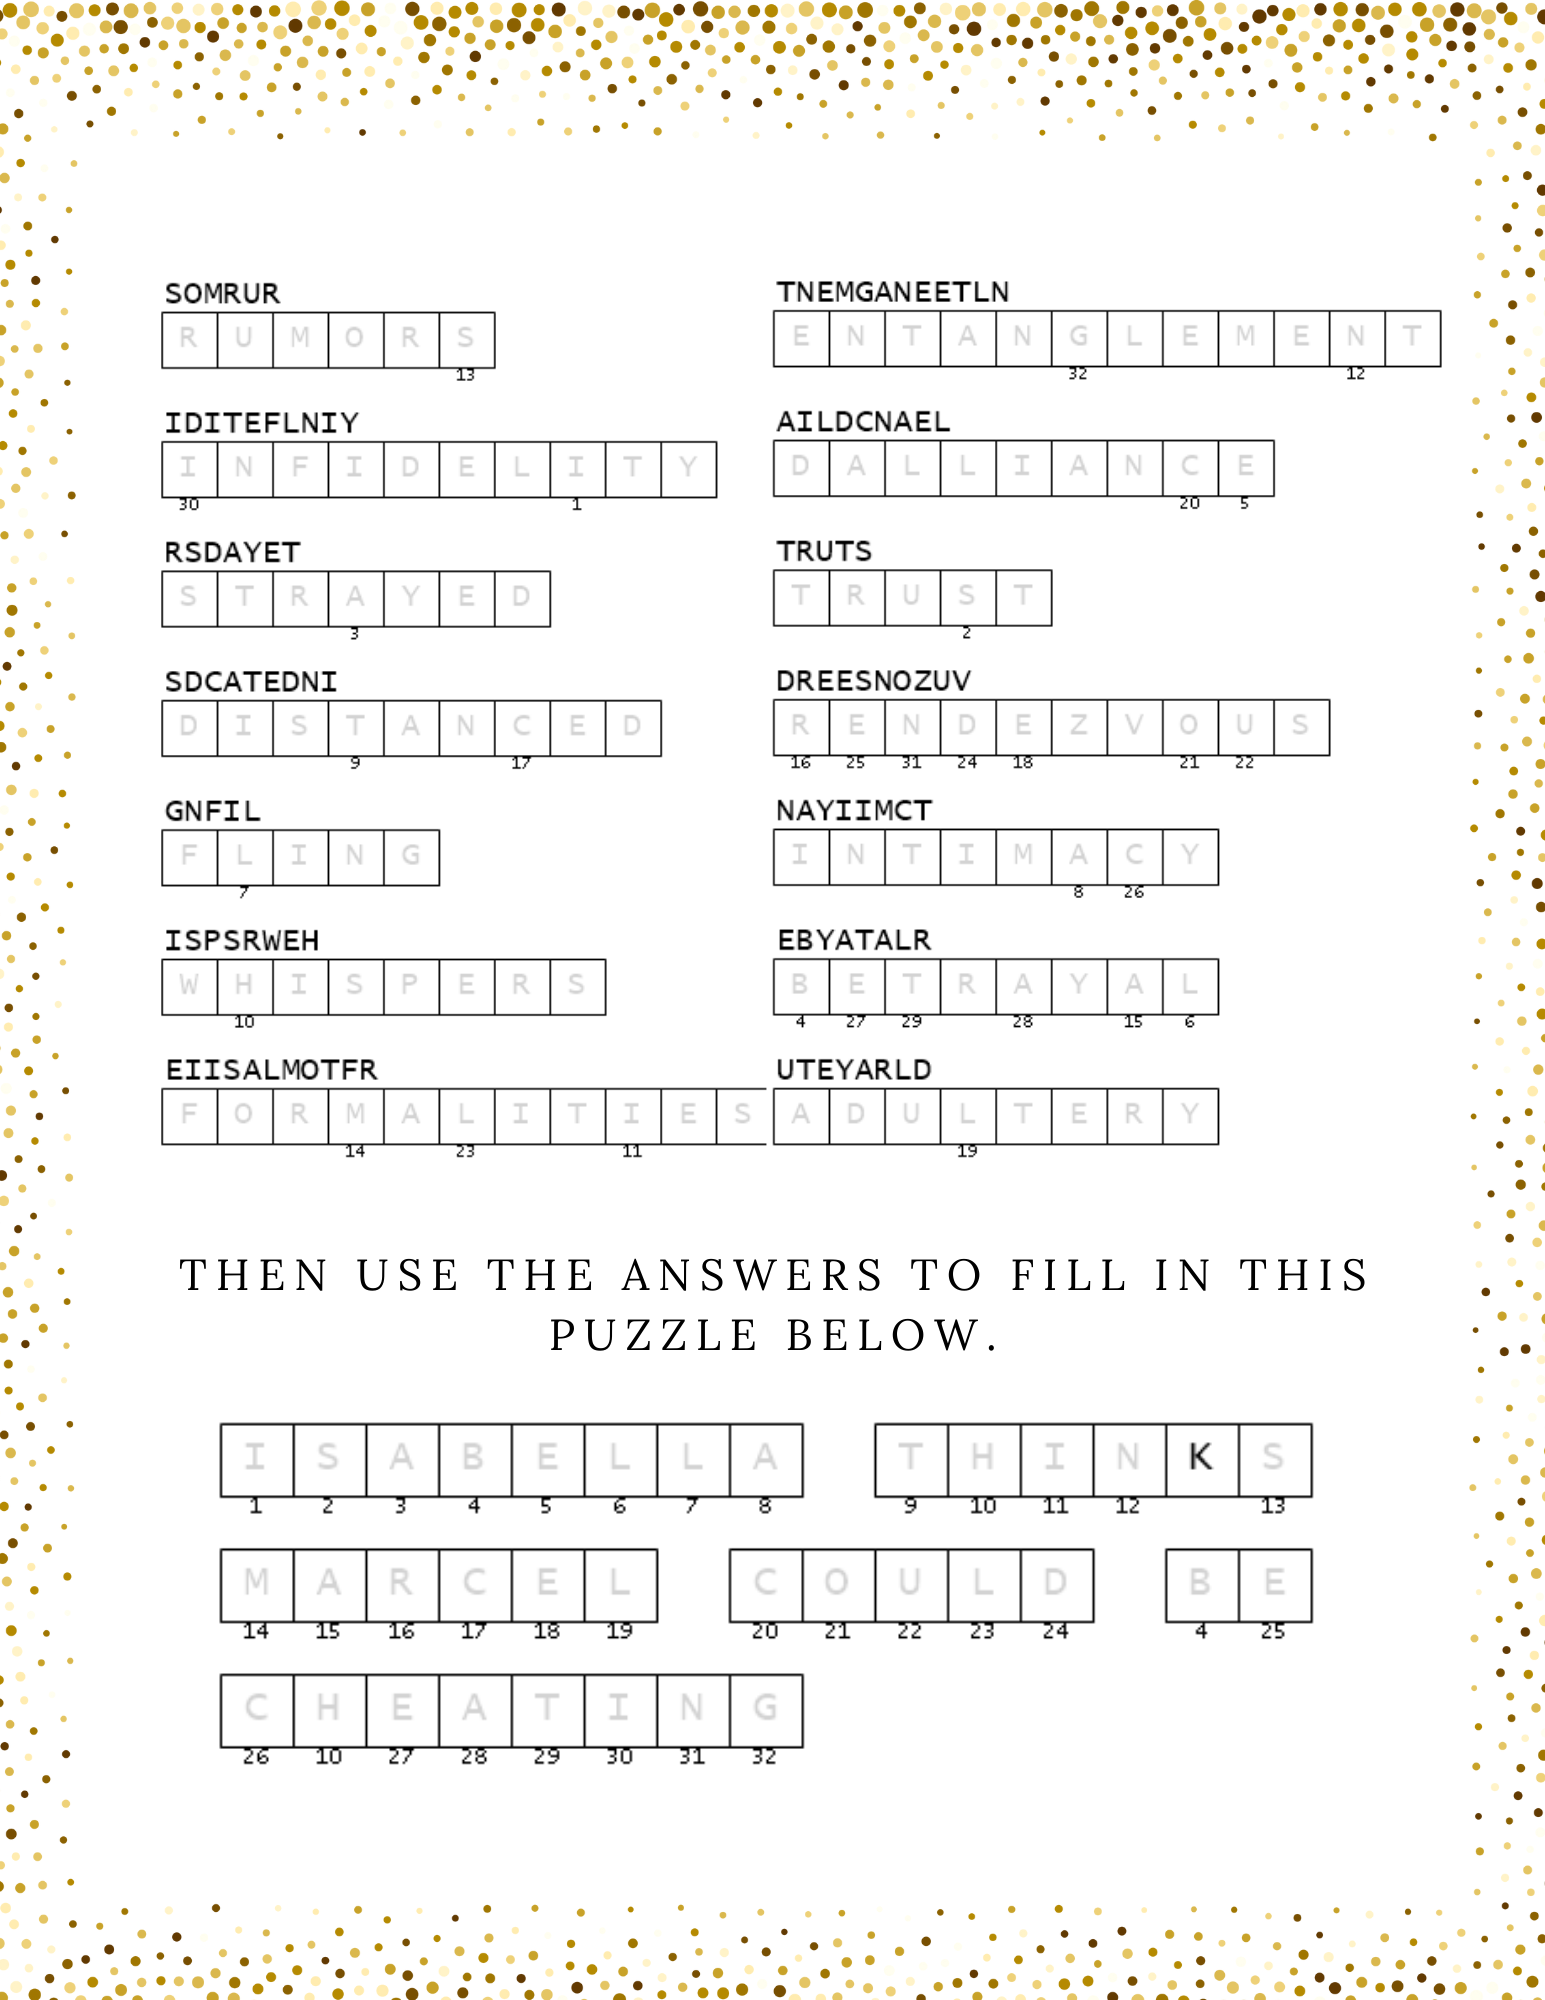 SOMRUR
R U M O R S
13
IDITEFLNIY
I N F I D E L I T Y
30 1
RSDAYET
S T R A Y E D
3
SDCATEDNI
D I S T A N C E D
9 17
GNFIL
F L I N G
7
ISPSRWEH
W H I S P E R S
10
EIISALMOTFR
F O R M A L I T I E S
14 23 11
TNEMGANEETLN
E N T A N G L E M E N T
32 12
AILDCNAEL
D A L L I A N C E
20 5
TRUTS
T R U S T
2
DREESNOZUV
R E N D E Z V O U S
16 25 31 24 18 21 22
NAYIIMCT
I N T I M A C Y
8 26
EBYATALR
B E T R A Y A L
4 27 29 28 15 6
UTEYARLD
A D U L T E R Y
19
THEN USE THE ANSWERS TO FILL IN THIS
PUZZLE BELOW.
I S A B E L L A T H I N K S
1 2 3 4 5 6 7 8 9 10 11 12 13
M A R C E L C O U L D B E
14 15 16 17 18 19 20 21 22 23 24 4 25
C H E A T I N G
26 10 27 28 29 30 31 32